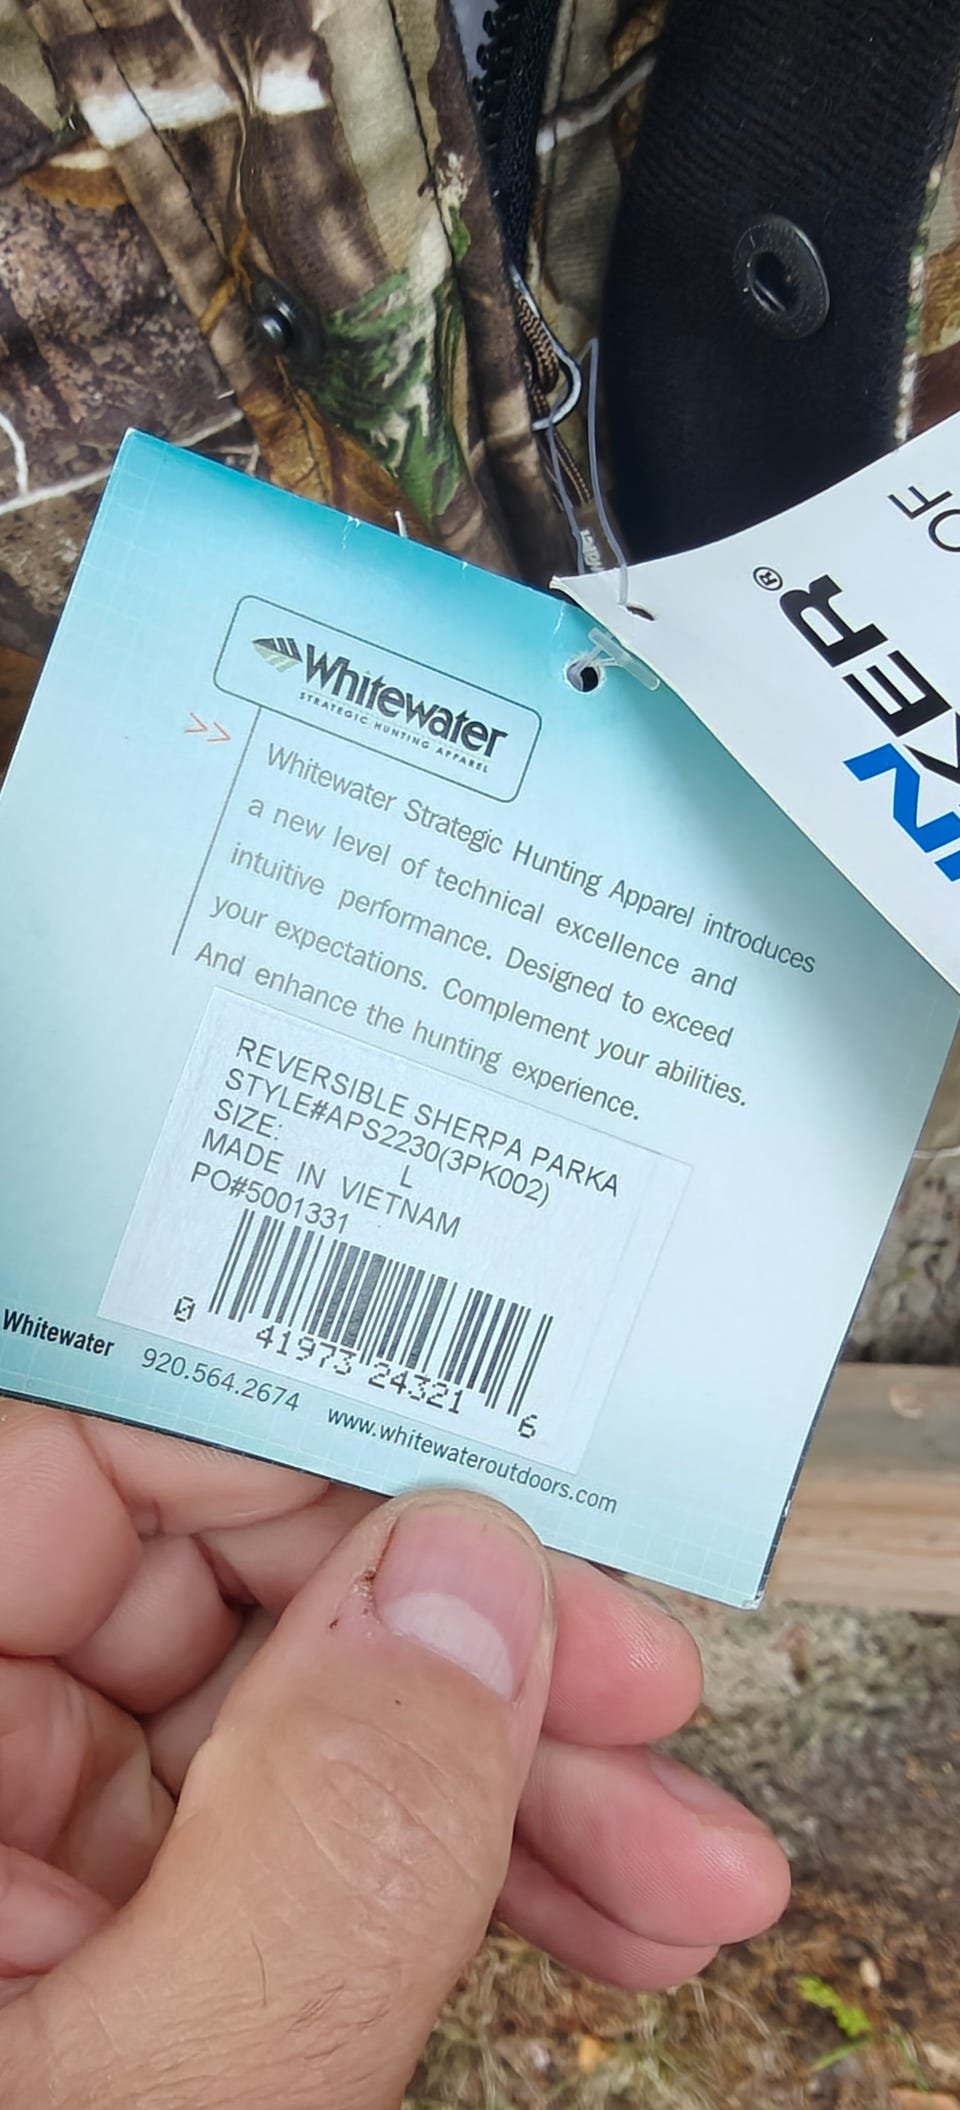 Whitewater
STRATEGIC HUNTING APPAREL
>>
Whitewater Strategic Hunting Apparel introduces
a new level of technical excellence and
intuitive performance. Designed to exceed
your expectations. Complement your abilities.
And enhance the hunting experience.
REVERSIBLE SHERPA PARKA
STYLE#APS2230(3PK002)
SIZE: L
MADE IN VIETNAM
PO#5001331
0 41973 24321 6
Whitewater 920.564.2674 www.whitewateroutdoors.com
OF
KER®